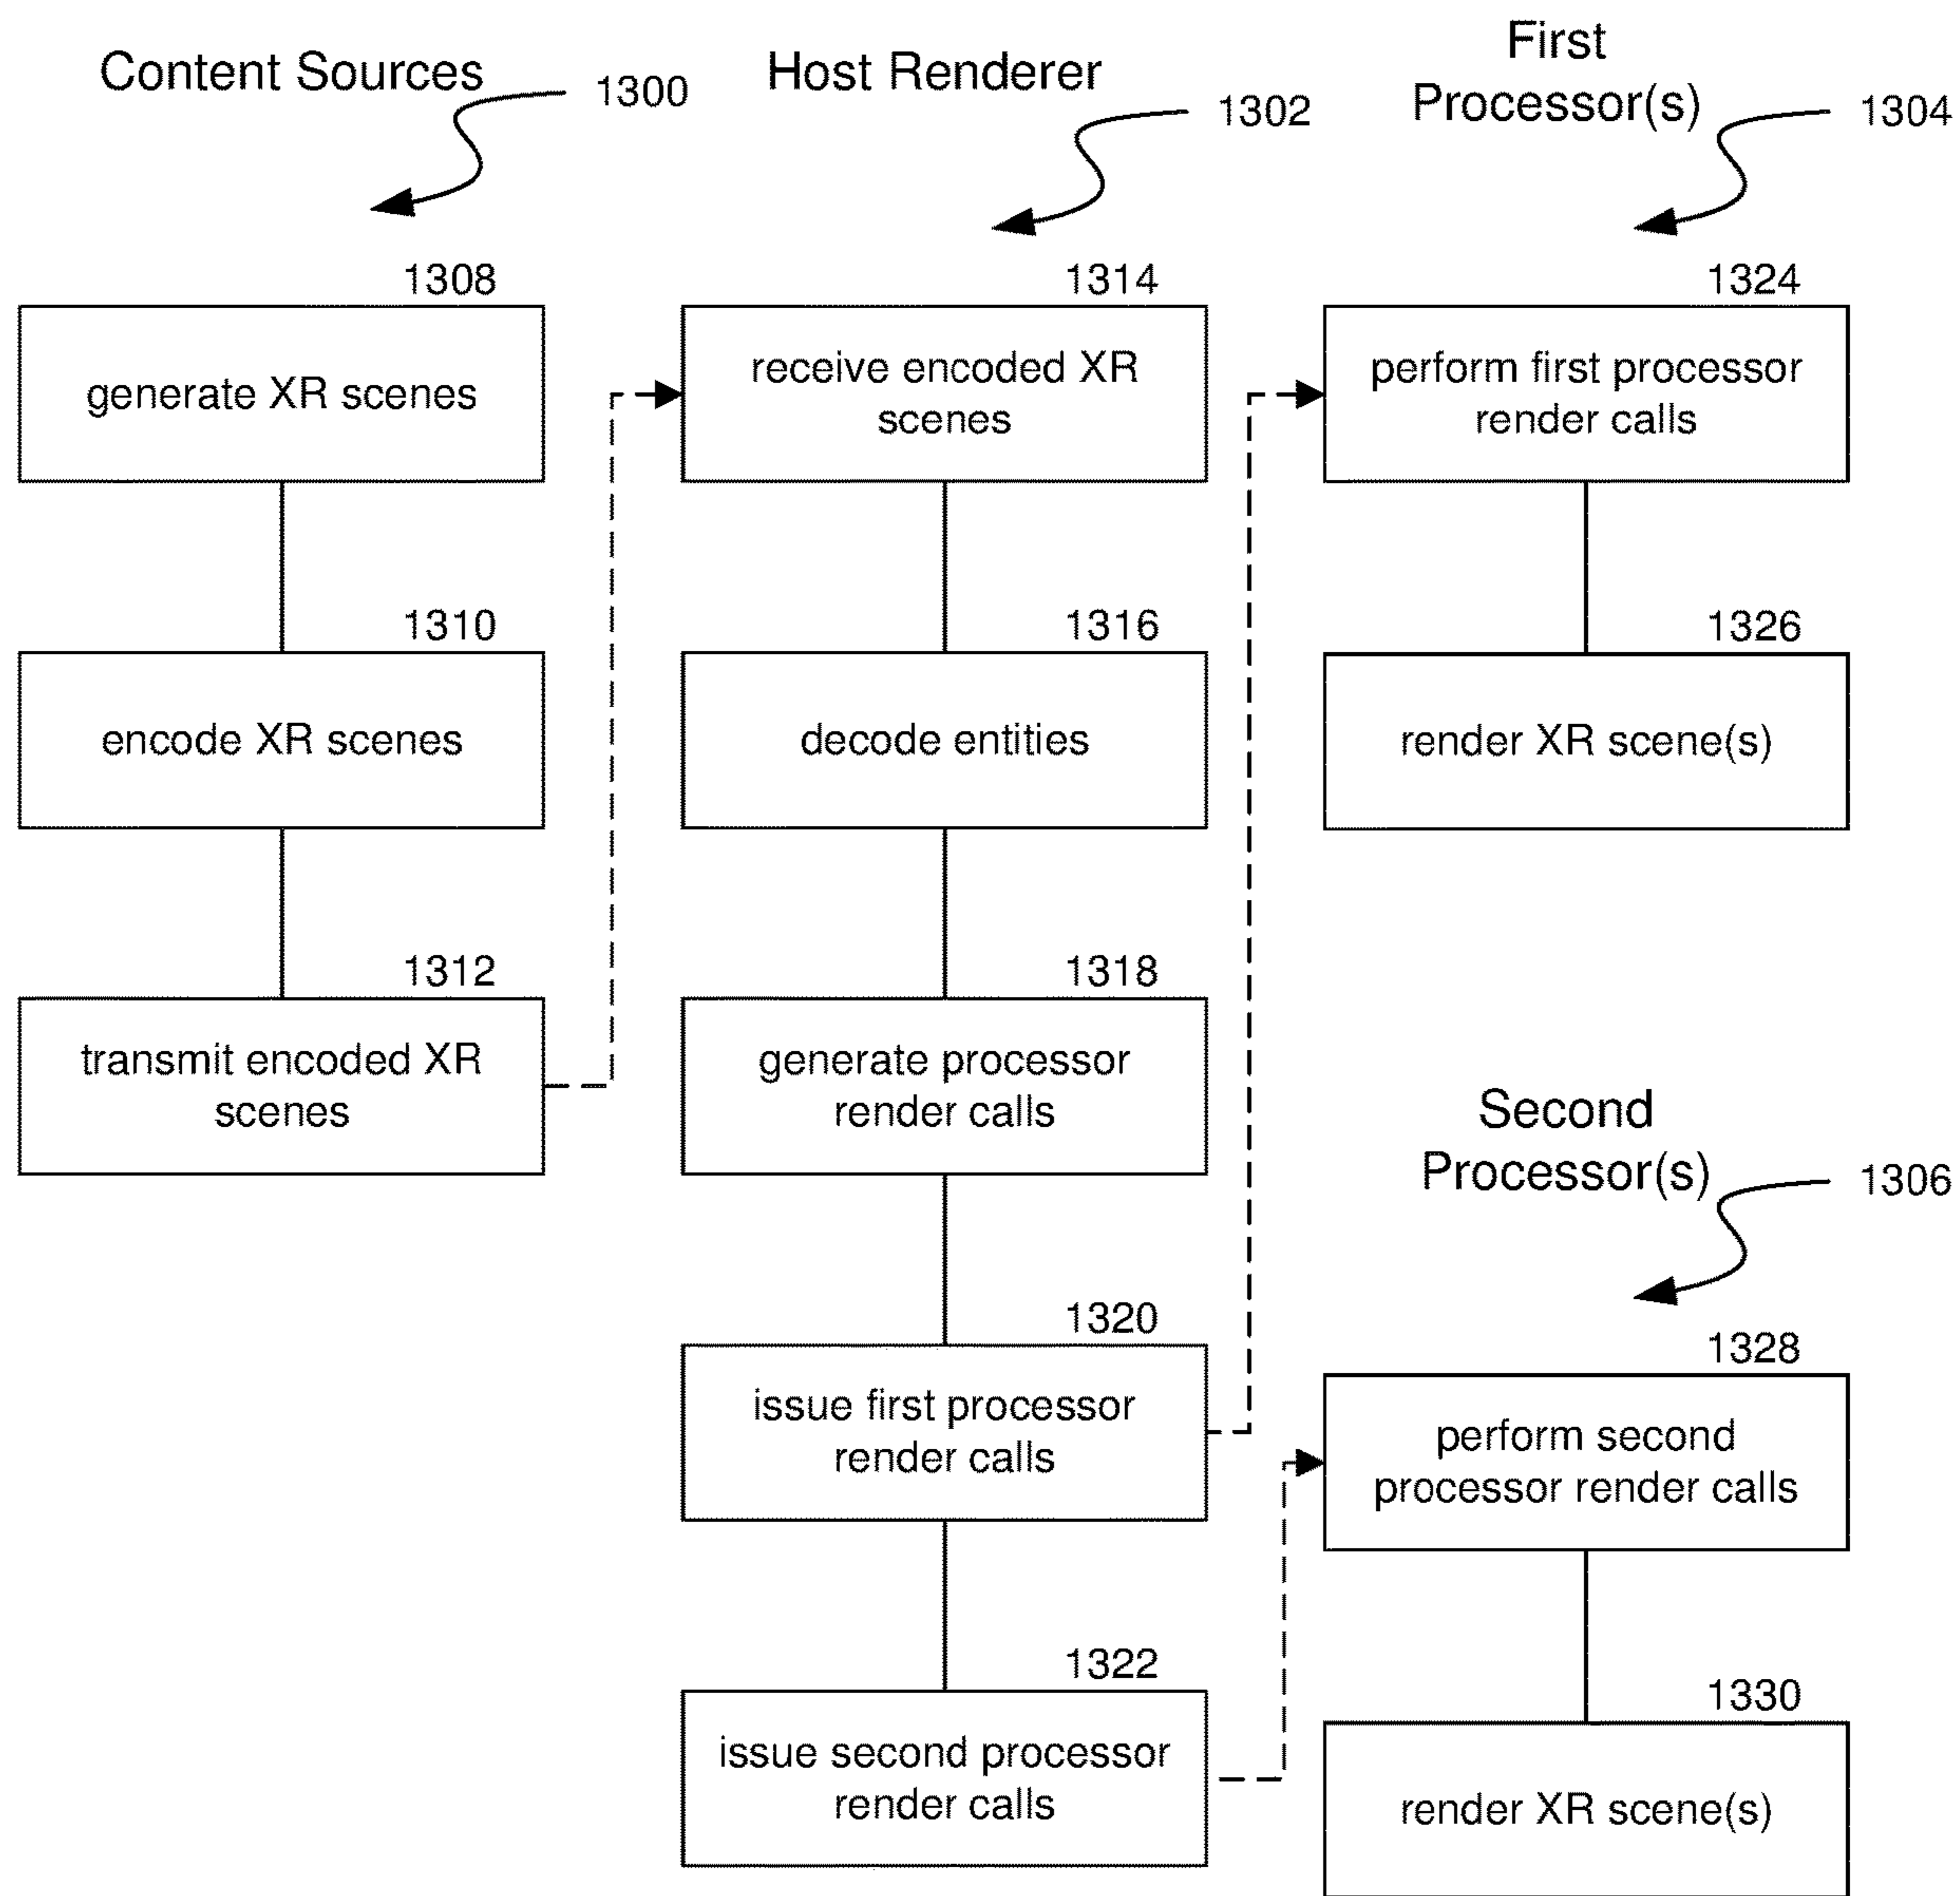 Content Sources
1300
1308
generate XR scenes
1310
encode XR scenes
1312
transmit encoded XR
scenes
Host Renderer
1302
1314
receive encoded XR
scenes
1316
decode entities
1318
generate processor
render calls
1320
issue first processor
render calls
1322
issue second processor
render calls
First
Processor(s)
1304
1324
perform first processor
render calls
1326
render XR scene(s)
Second
Processor(s)
1306
1328
perform second
processor render calls
1330
render XR scene(s)